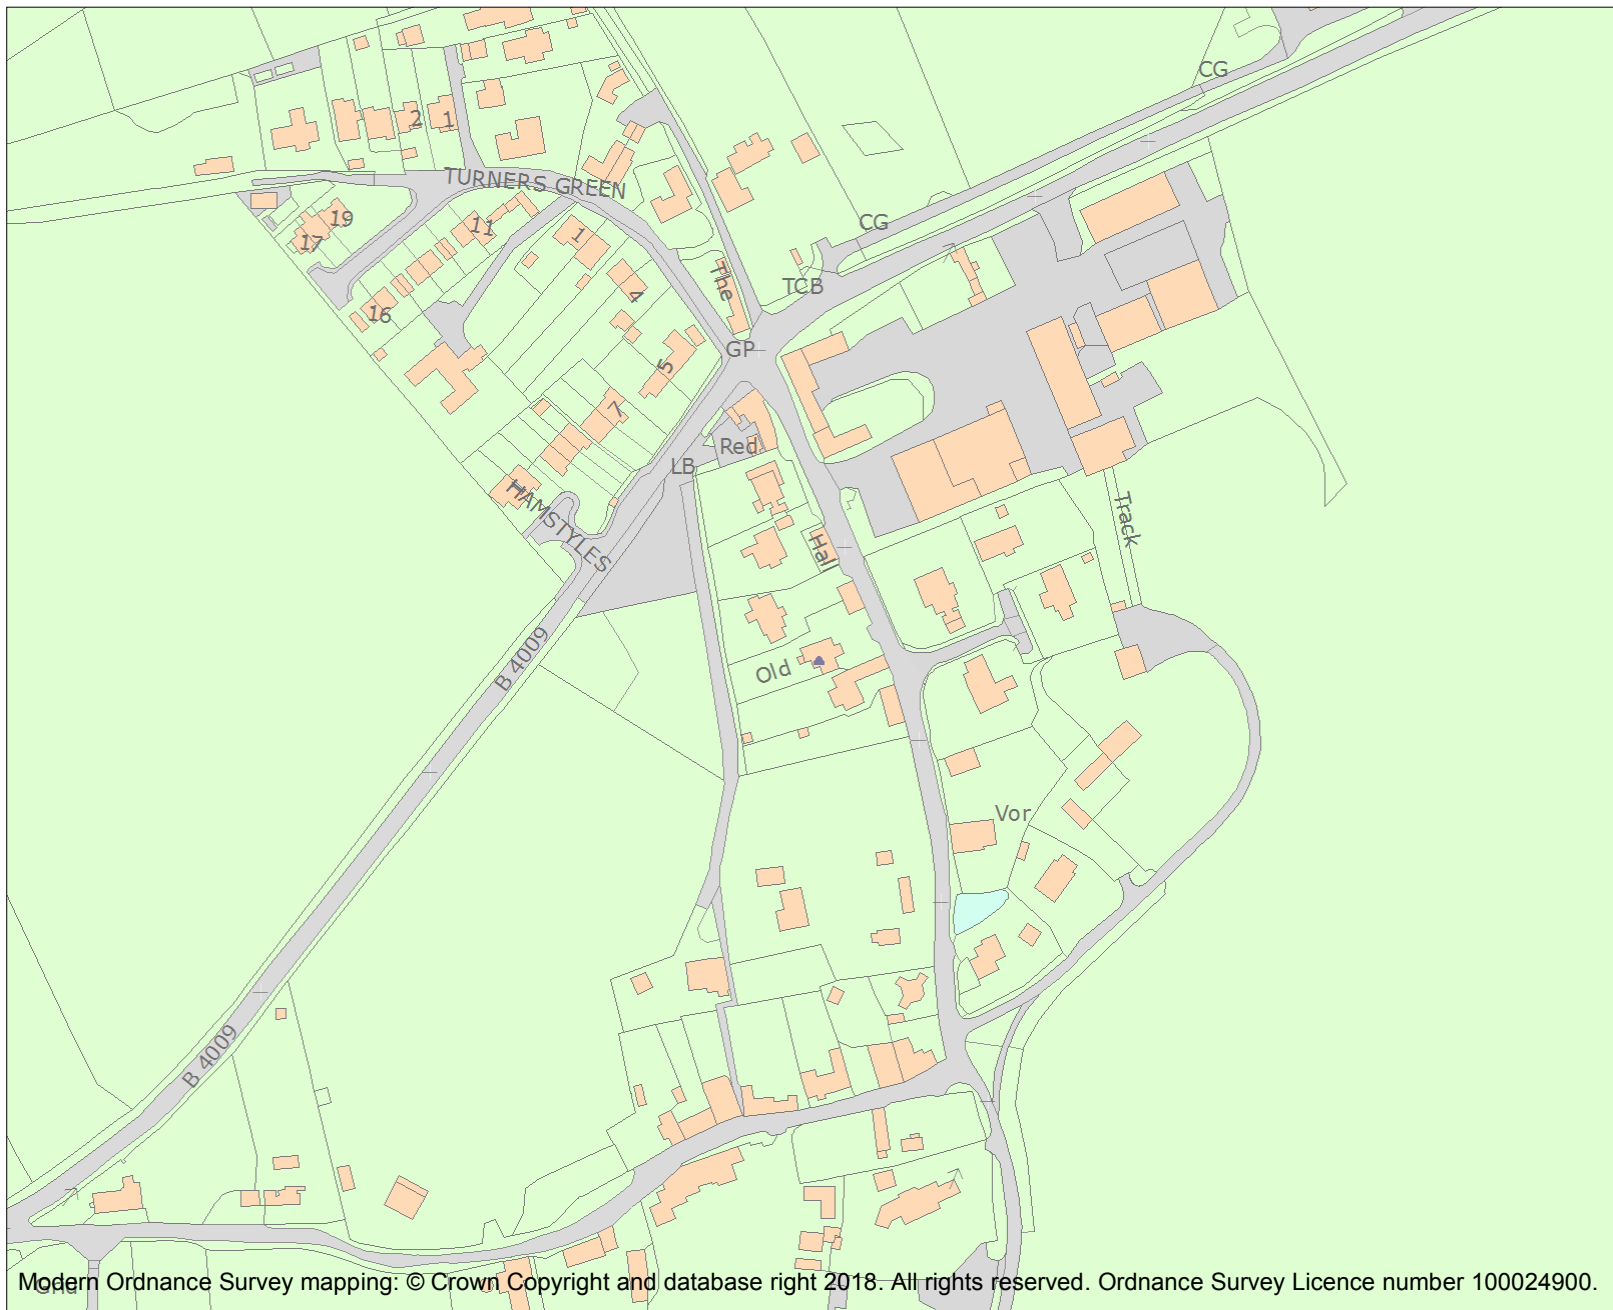 CG
2
1
TURNERS GREEN
19
17
11
1
CG
The
TCB
4
16
GP
5
7
Red
LB
HAMSTYLES
Track
Hall
B 4009
Old
Vor
B 4009
Modern Ordnance Survey mapping: © Crown Copyright and database right 2018. All rights reserved. Ordnance Survey Licence number 100024900.